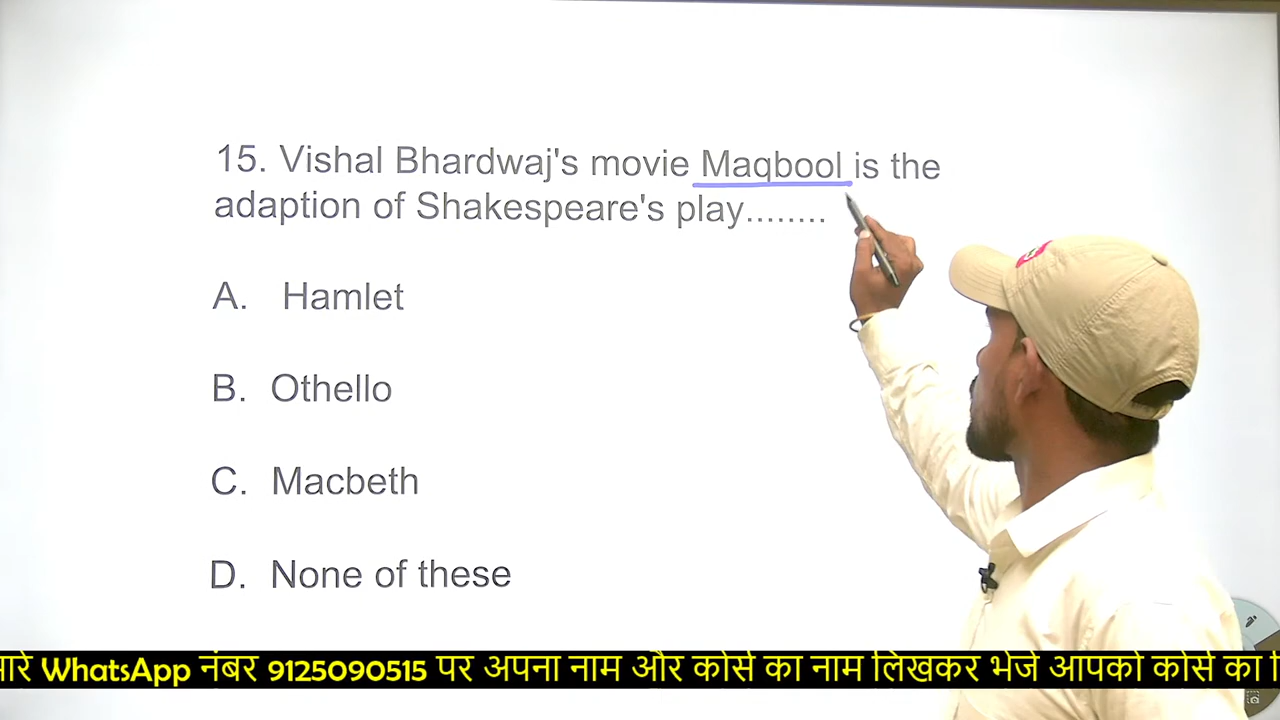 15. Vishal Bhardwaj's movie Maqbool is the
adaption of Shakespeare's play........
A. Hamlet
B. Othello
C. Macbeth
D. None of these
WhatsApp नंबर 9125090515 पर अपना नाम और कोर्स का नाम लिखकर भेजें आपको कोर्स का